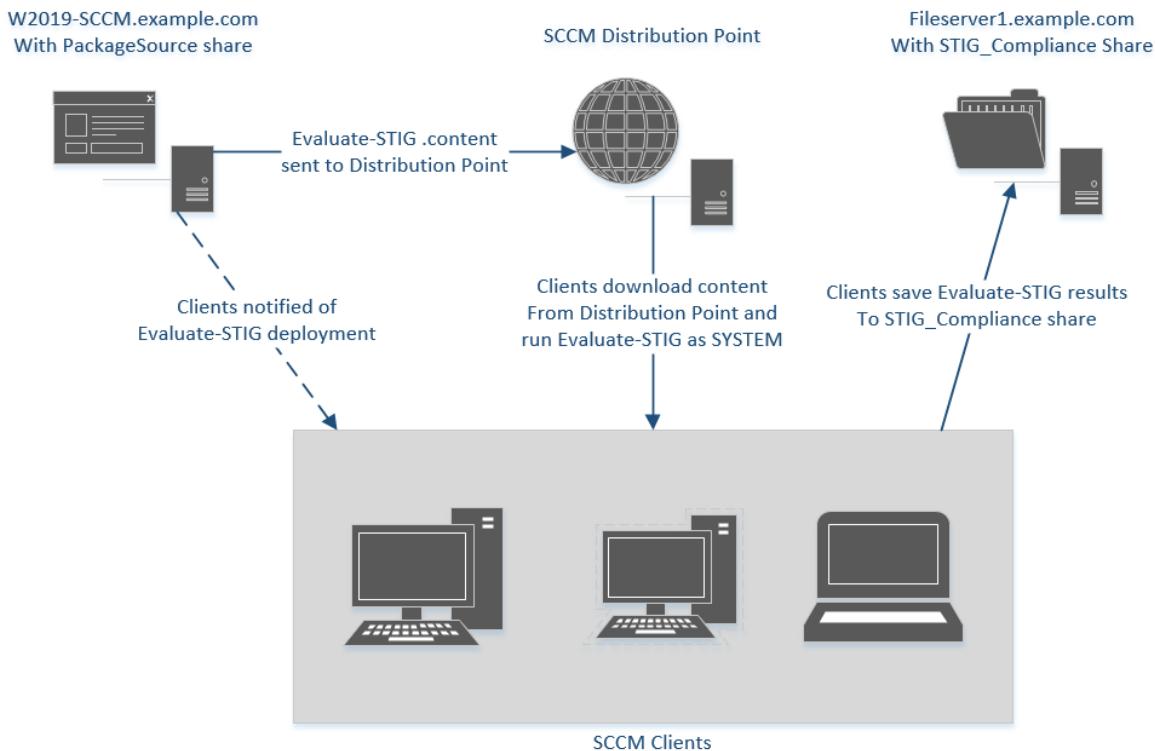 W2019-SCCM.example.com
With PackageSource share
SCCM Distribution Point
Fileserver1.example.com
With STIG_Compliance Share
Evaluate-STIG .content
sent to Distribution Point
Clients notified of
Evaluate-STIG deployment
Clients download content
From Distribution Point and
run Evaluate-STIG as SYSTEM
Clients save Evaluate-STIG results
To STIG_Compliance share
SCCM Clients